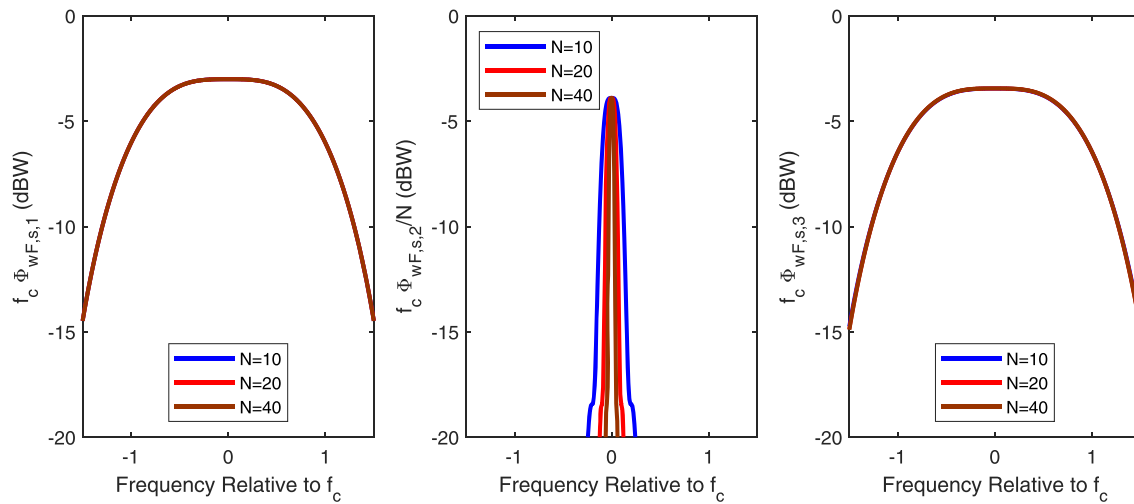 f_c Φ_wF,s,1 (dBW)
0
-5
-10
-15
-20
N=10
N=20
N=40
-1 0 1
Frequency Relative to f_c
f_c Φ_wF,s,2/N (dBW)
0
-5
-10
-15
-20
N=10
N=20
N=40
-1 0 1
Frequency Relative to f_c
f_c Φ_wF,s,3 (dBW)
0
-5
-10
-15
-20
N=10
N=20
N=40
-1 0 1
Frequency Relative to f_c